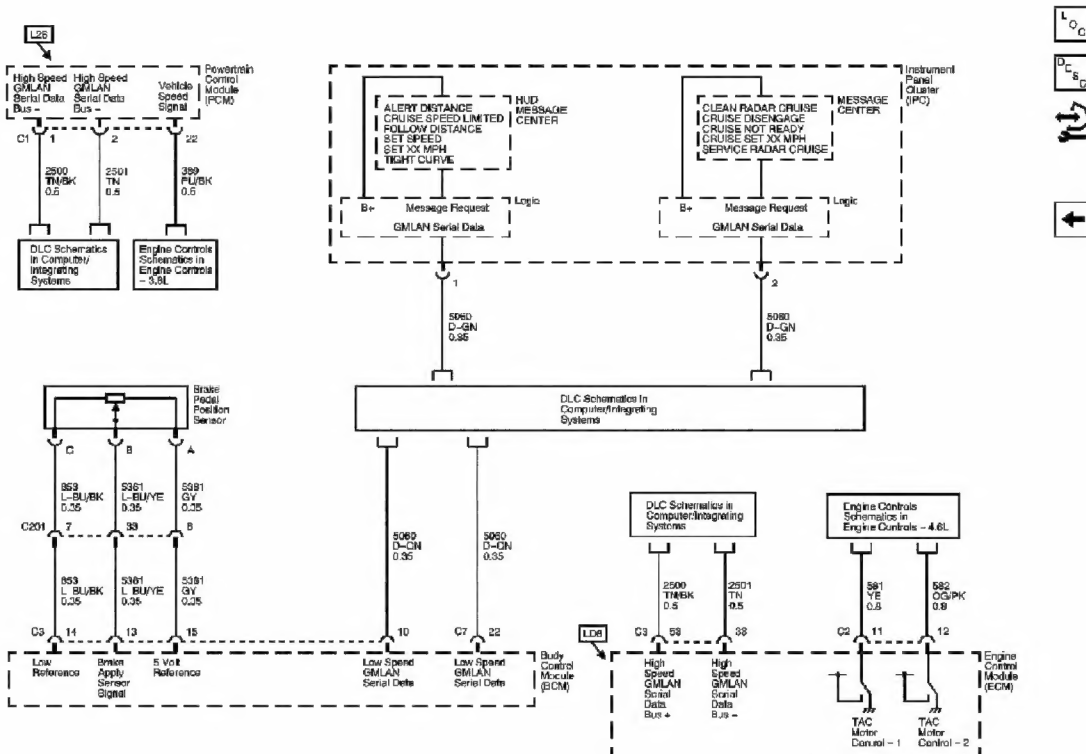 L26
High Speed GMLAN Serial Data Bus –
High Speed GMLAN Serial Data Bus –
Vehicle Speed Signal
Powertrain Control Module (PCM)
C1 1 2 22
2500 TN/BK 0.5
2501 TN 0.5
389 PU/BK 0.5
DLC Schematics in Computer/ Integrating Systems
Engine Controls Schematics in Engine Controls – 3.8L
ALERT DISTANCE
CRUISE SPEED LIMITED
FOLLOW DISTANCE
SET SPEED
SET XX MPH
TIGHT CURVE
HUD MESSAGE CENTER
CLEAN RADAR CRUISE
CRUISE DISENGAGE
CRUISE NOT READY
CRUISE SET XX MPH
SERVICE RADAR CRUISE
MESSAGE CENTER
Instrument Panel Cluster (IPC)
B+ Message Request
GMLAN Serial Data
Logic
B+ Message Request
GMLAN Serial Data
Logic
1
2
5060 D-GN 0.35
5060 D-GN 0.35
DLC Schematics in
Computer/Integrating
Systems
Brake Pedal Position Sensor
C B A
853 L-BU/BK 0.35
5361 L-BU/YE 0.35
5381 GY 0.35
C201 7 33 8
853 L-BU/BK 0.35
5361 L-BU/YE 0.35
5381 GY 0.35
5060 D-GN 0.35
5060 D-GN 0.35
C3 14 13 15 10 C7 22
Low Reference
Brake Apply Sensor Signal
5 Volt Reference
Low Speed GMLAN Serial Data
Low Speed GMLAN Serial Data
Body Control Module (BCM)
DLC Schematics in Computer/Integrating Systems
Engine Controls Schematics in Engine Controls – 4.6L
2500 TN/BK 0.5
2501 TN 0.5
581 YE 0.8
582 OG/PK 0.8
LD8
C3 58 38 C2 11 12
High Speed GMLAN Serial Data Bus +
High Speed GMLAN Serial Data Bus –
TAC Motor Control – 1
TAC Motor Control – 2
Engine Control Module (ECM)